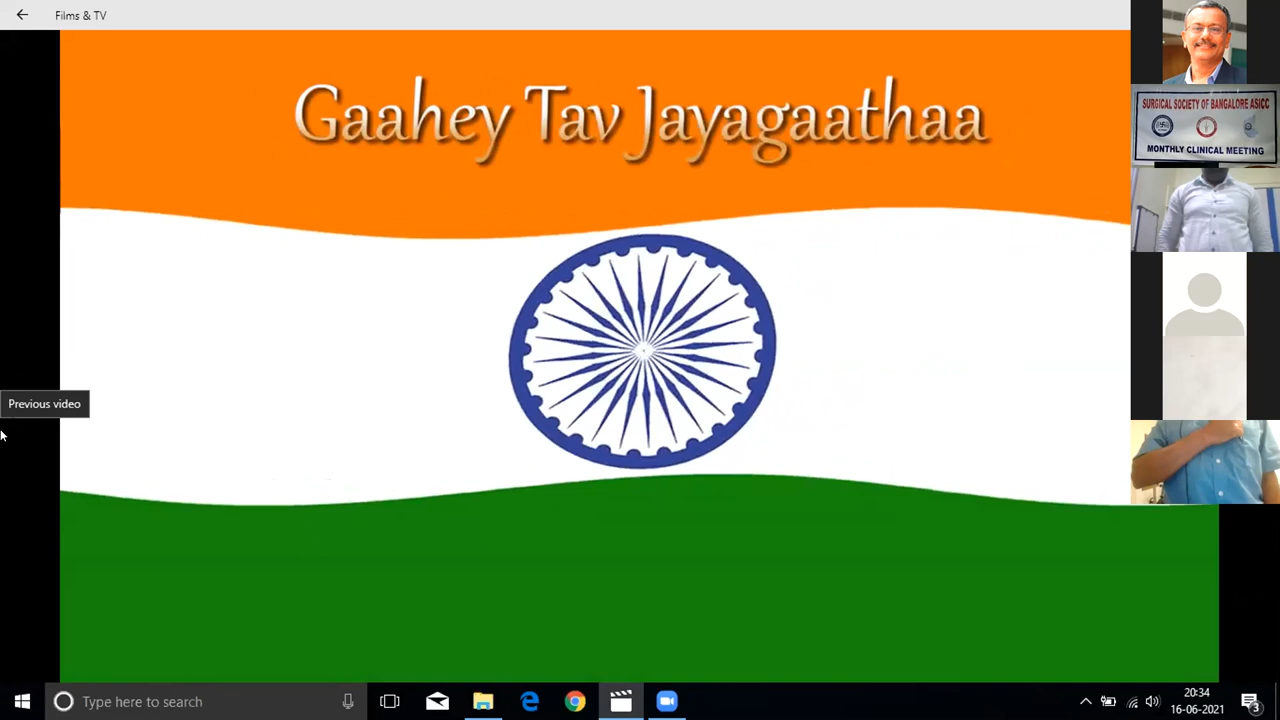 Films & TV
Gaahey Tav Jayagaathaa
SURGICAL SOCIETY OF BANGALORE ASICC
MONTHLY CLINICAL MEETING
Previous video
Type here to search
20:34
16-06-2021
3